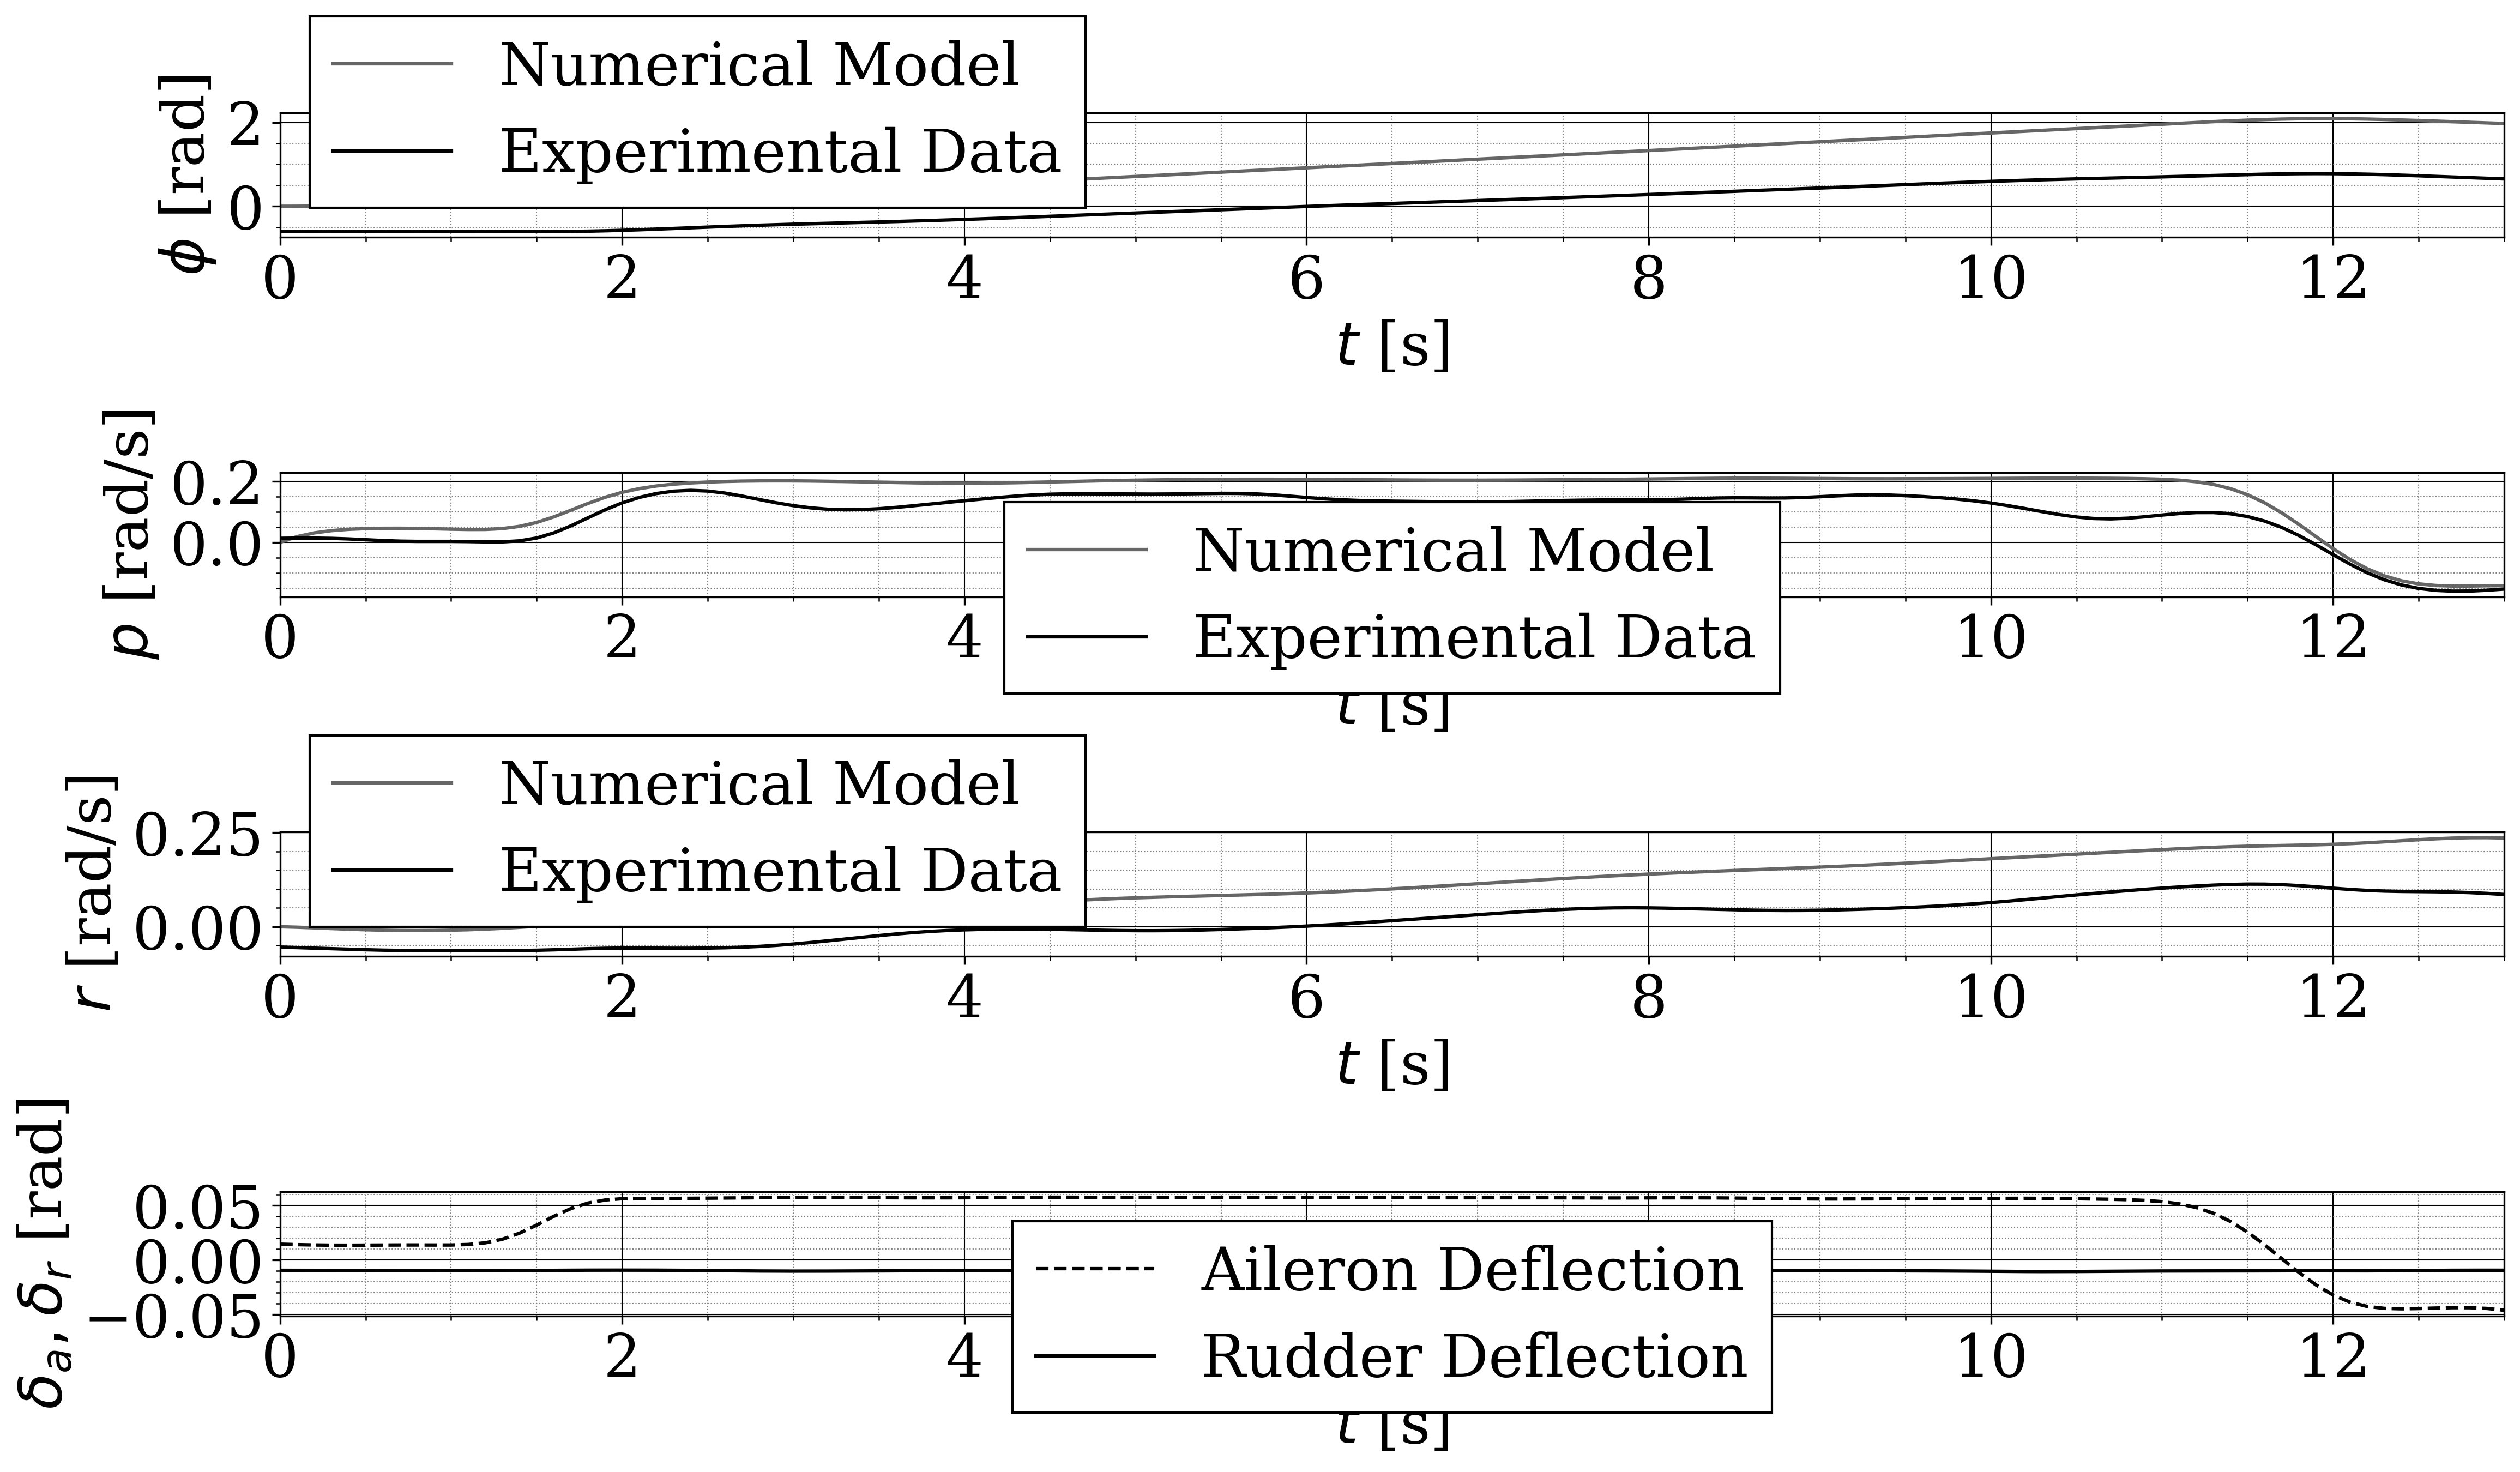 Numerical Model
Experimental Data
ϕ [rad]
2
0
0 2 4 6 8 10 12
t [s]
p [rad/s]
0.2
0.0
Numerical Model
Experimental Data
0 2 4 10 12
t [s]
Numerical Model
Experimental Data
r [rad/s]
0.25
0.00
0 2 4 6 8 10 12
t [s]
δa, δr [rad]
0.05
0.00
−0.05
Aileron Deflection
Rudder Deflection
0 2 4 10 12
t [s]